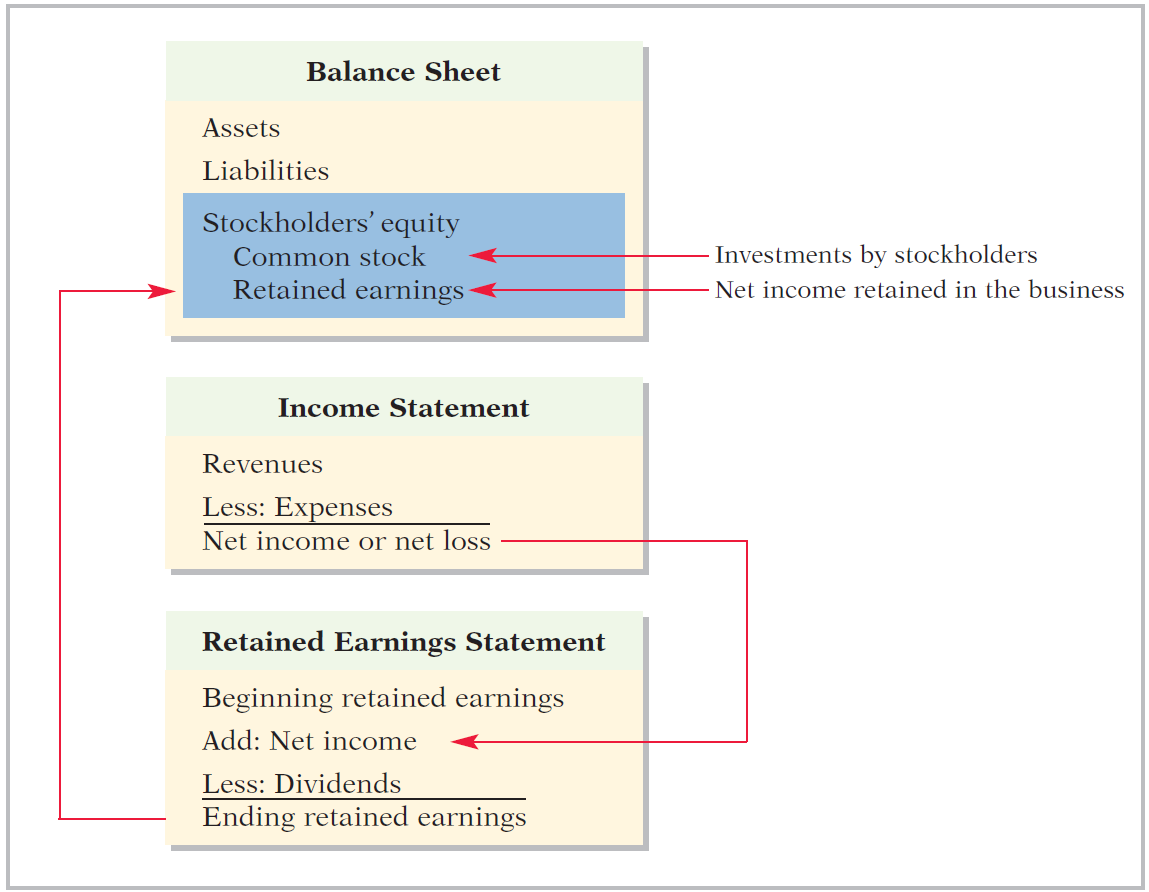 Balance Sheet
Assets
Liabilities
Stockholders’ equity
Common stock
Investments by stockholders
Retained earnings
Net income retained in the business
Income Statement
Revenues
Less: Expenses
Net income or net loss
Retained Earnings Statement
Beginning retained earnings
Add: Net income
Less: Dividends
Ending retained earnings